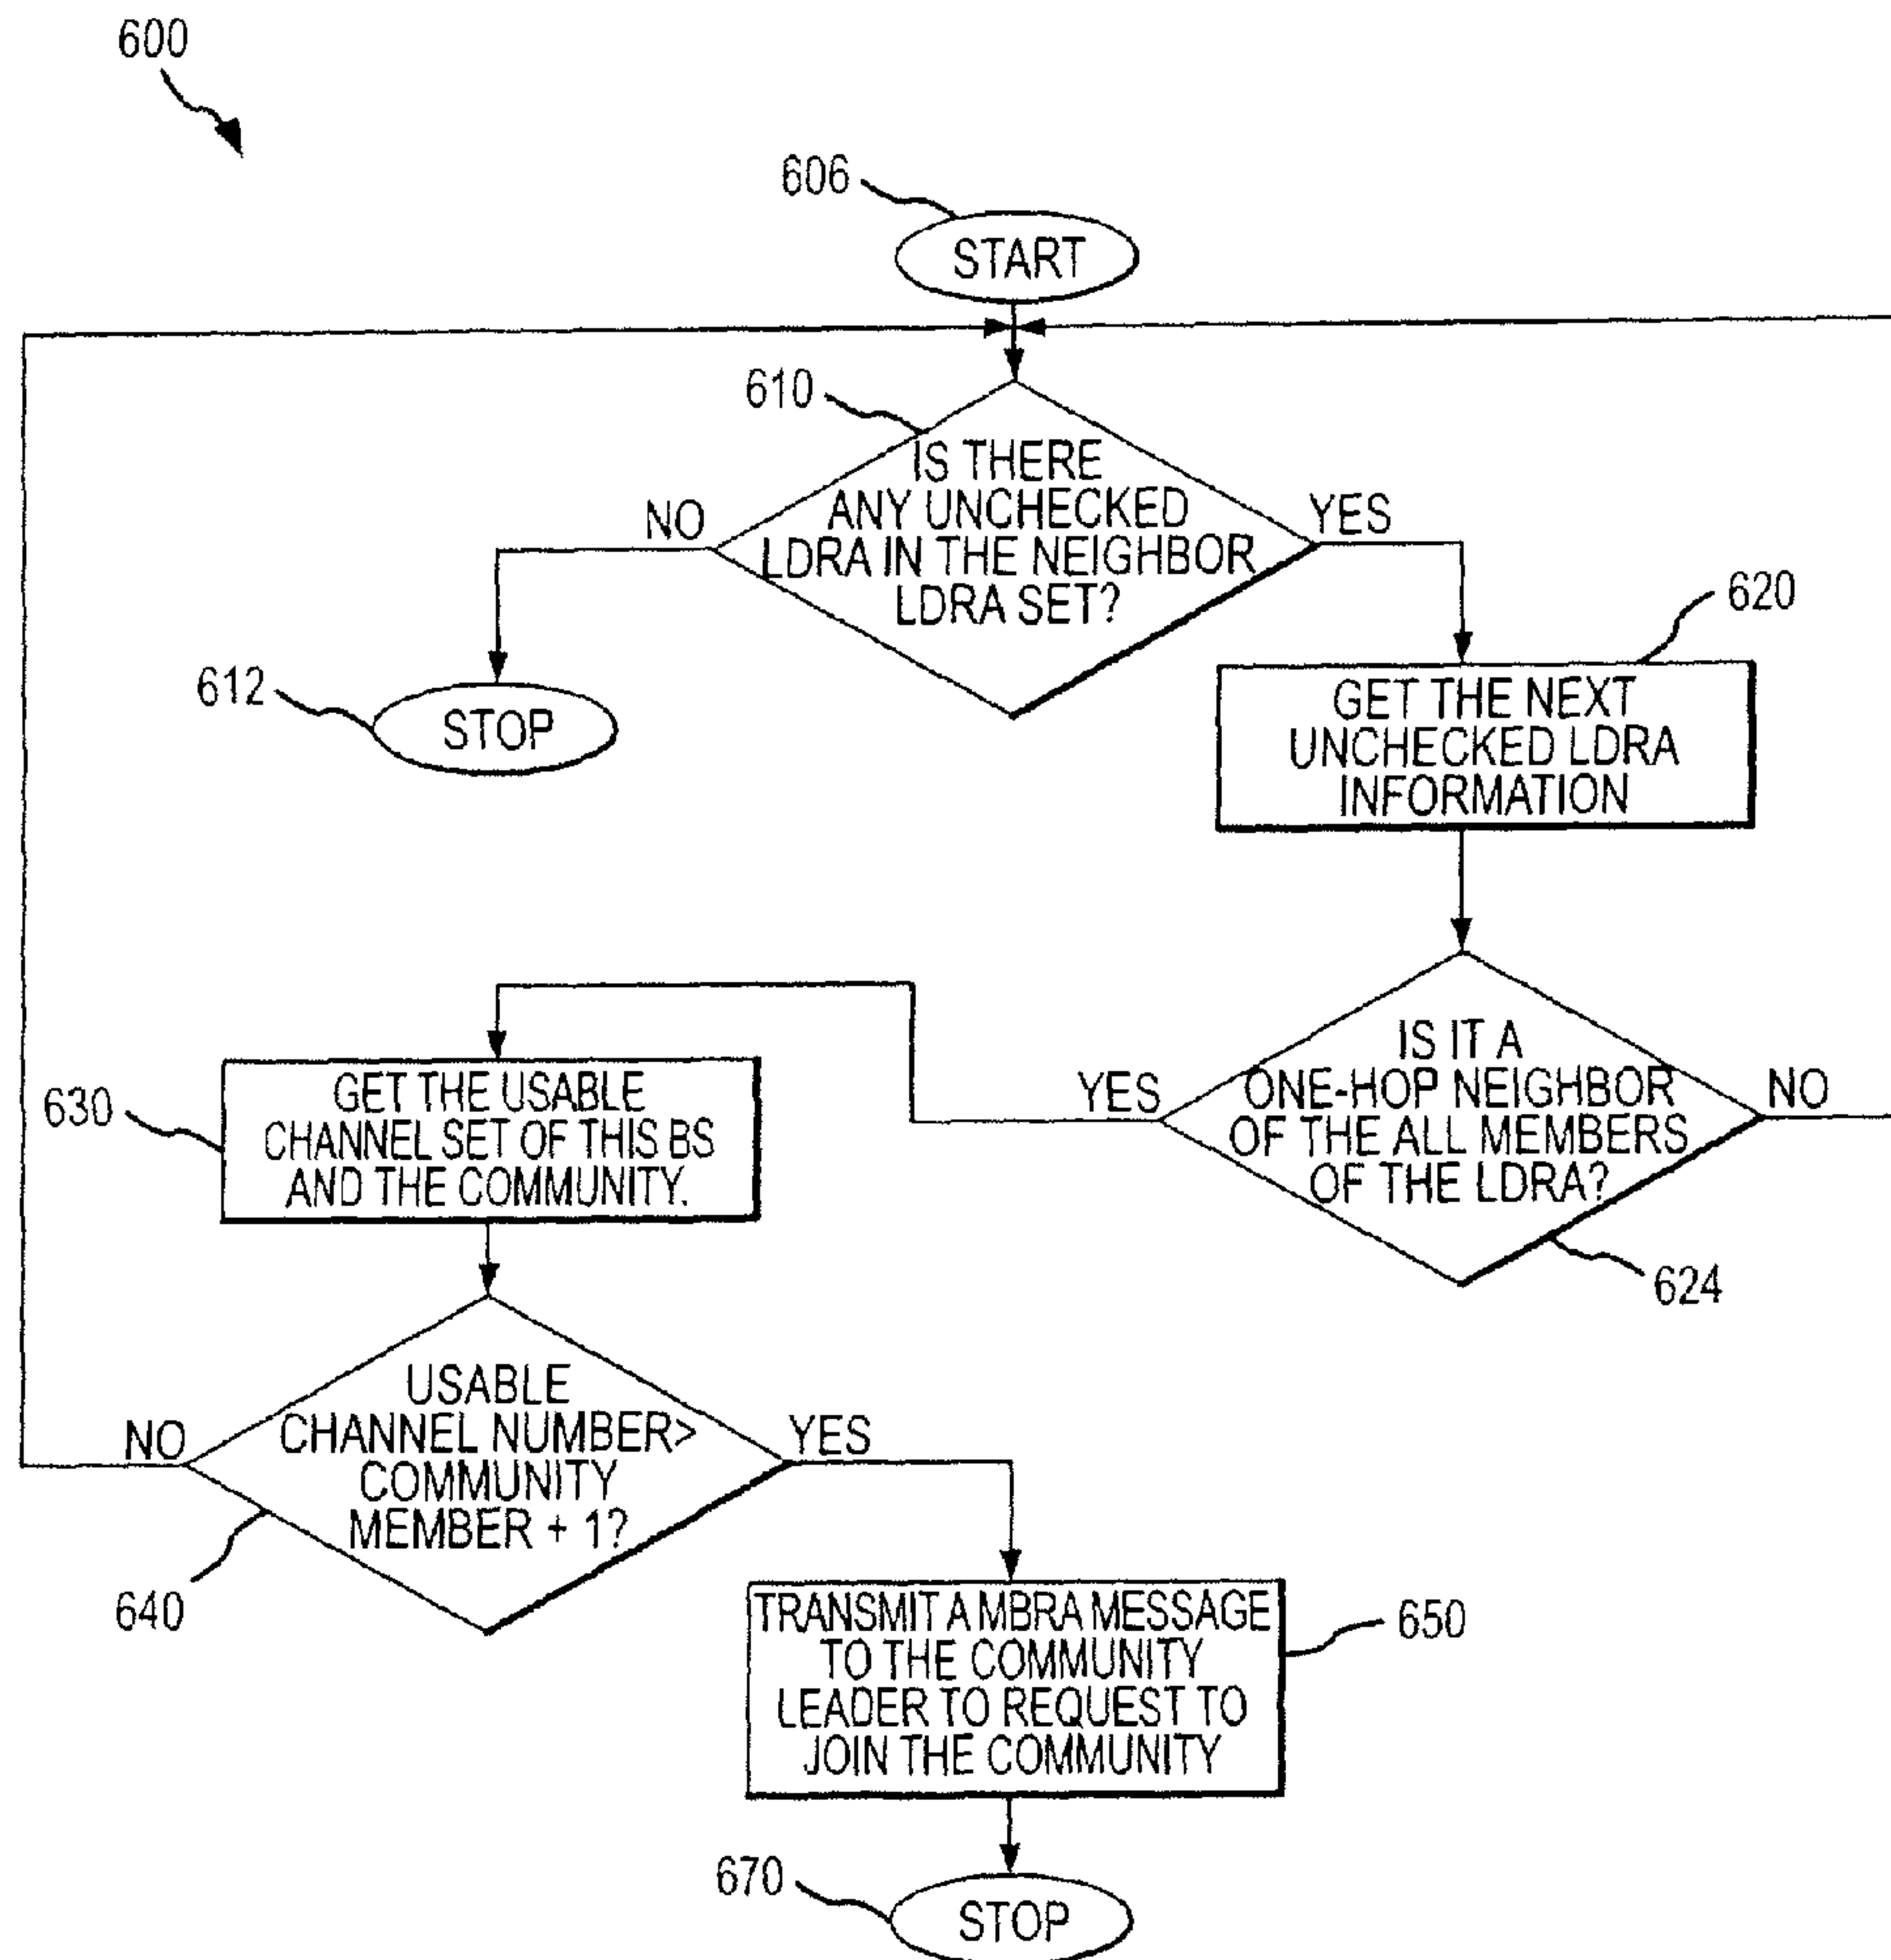 600
606
START
610
IS THERE
ANY UNCHECKED
LDRA IN THE NEIGHBOR
LDRA SET?
NO
YES
612
STOP
620
GET THE NEXT
UNCHECKED LDRA
INFORMATION
IS IT A
ONE-HOP NEIGHBOR
OF THE ALL MEMBERS
OF THE LDRA?
YES
NO
624
630
GET THE USABLE
CHANNEL SET OF THIS BS
AND THE COMMUNITY.
USABLE
CHANNEL NUMBER>
COMMUNITY
MEMBER + 1?
NO
YES
640
TRANSMIT A MBRA MESSAGE
TO THE COMMUNITY
LEADER TO REQUEST TO
JOIN THE COMMUNITY
650
670
STOP